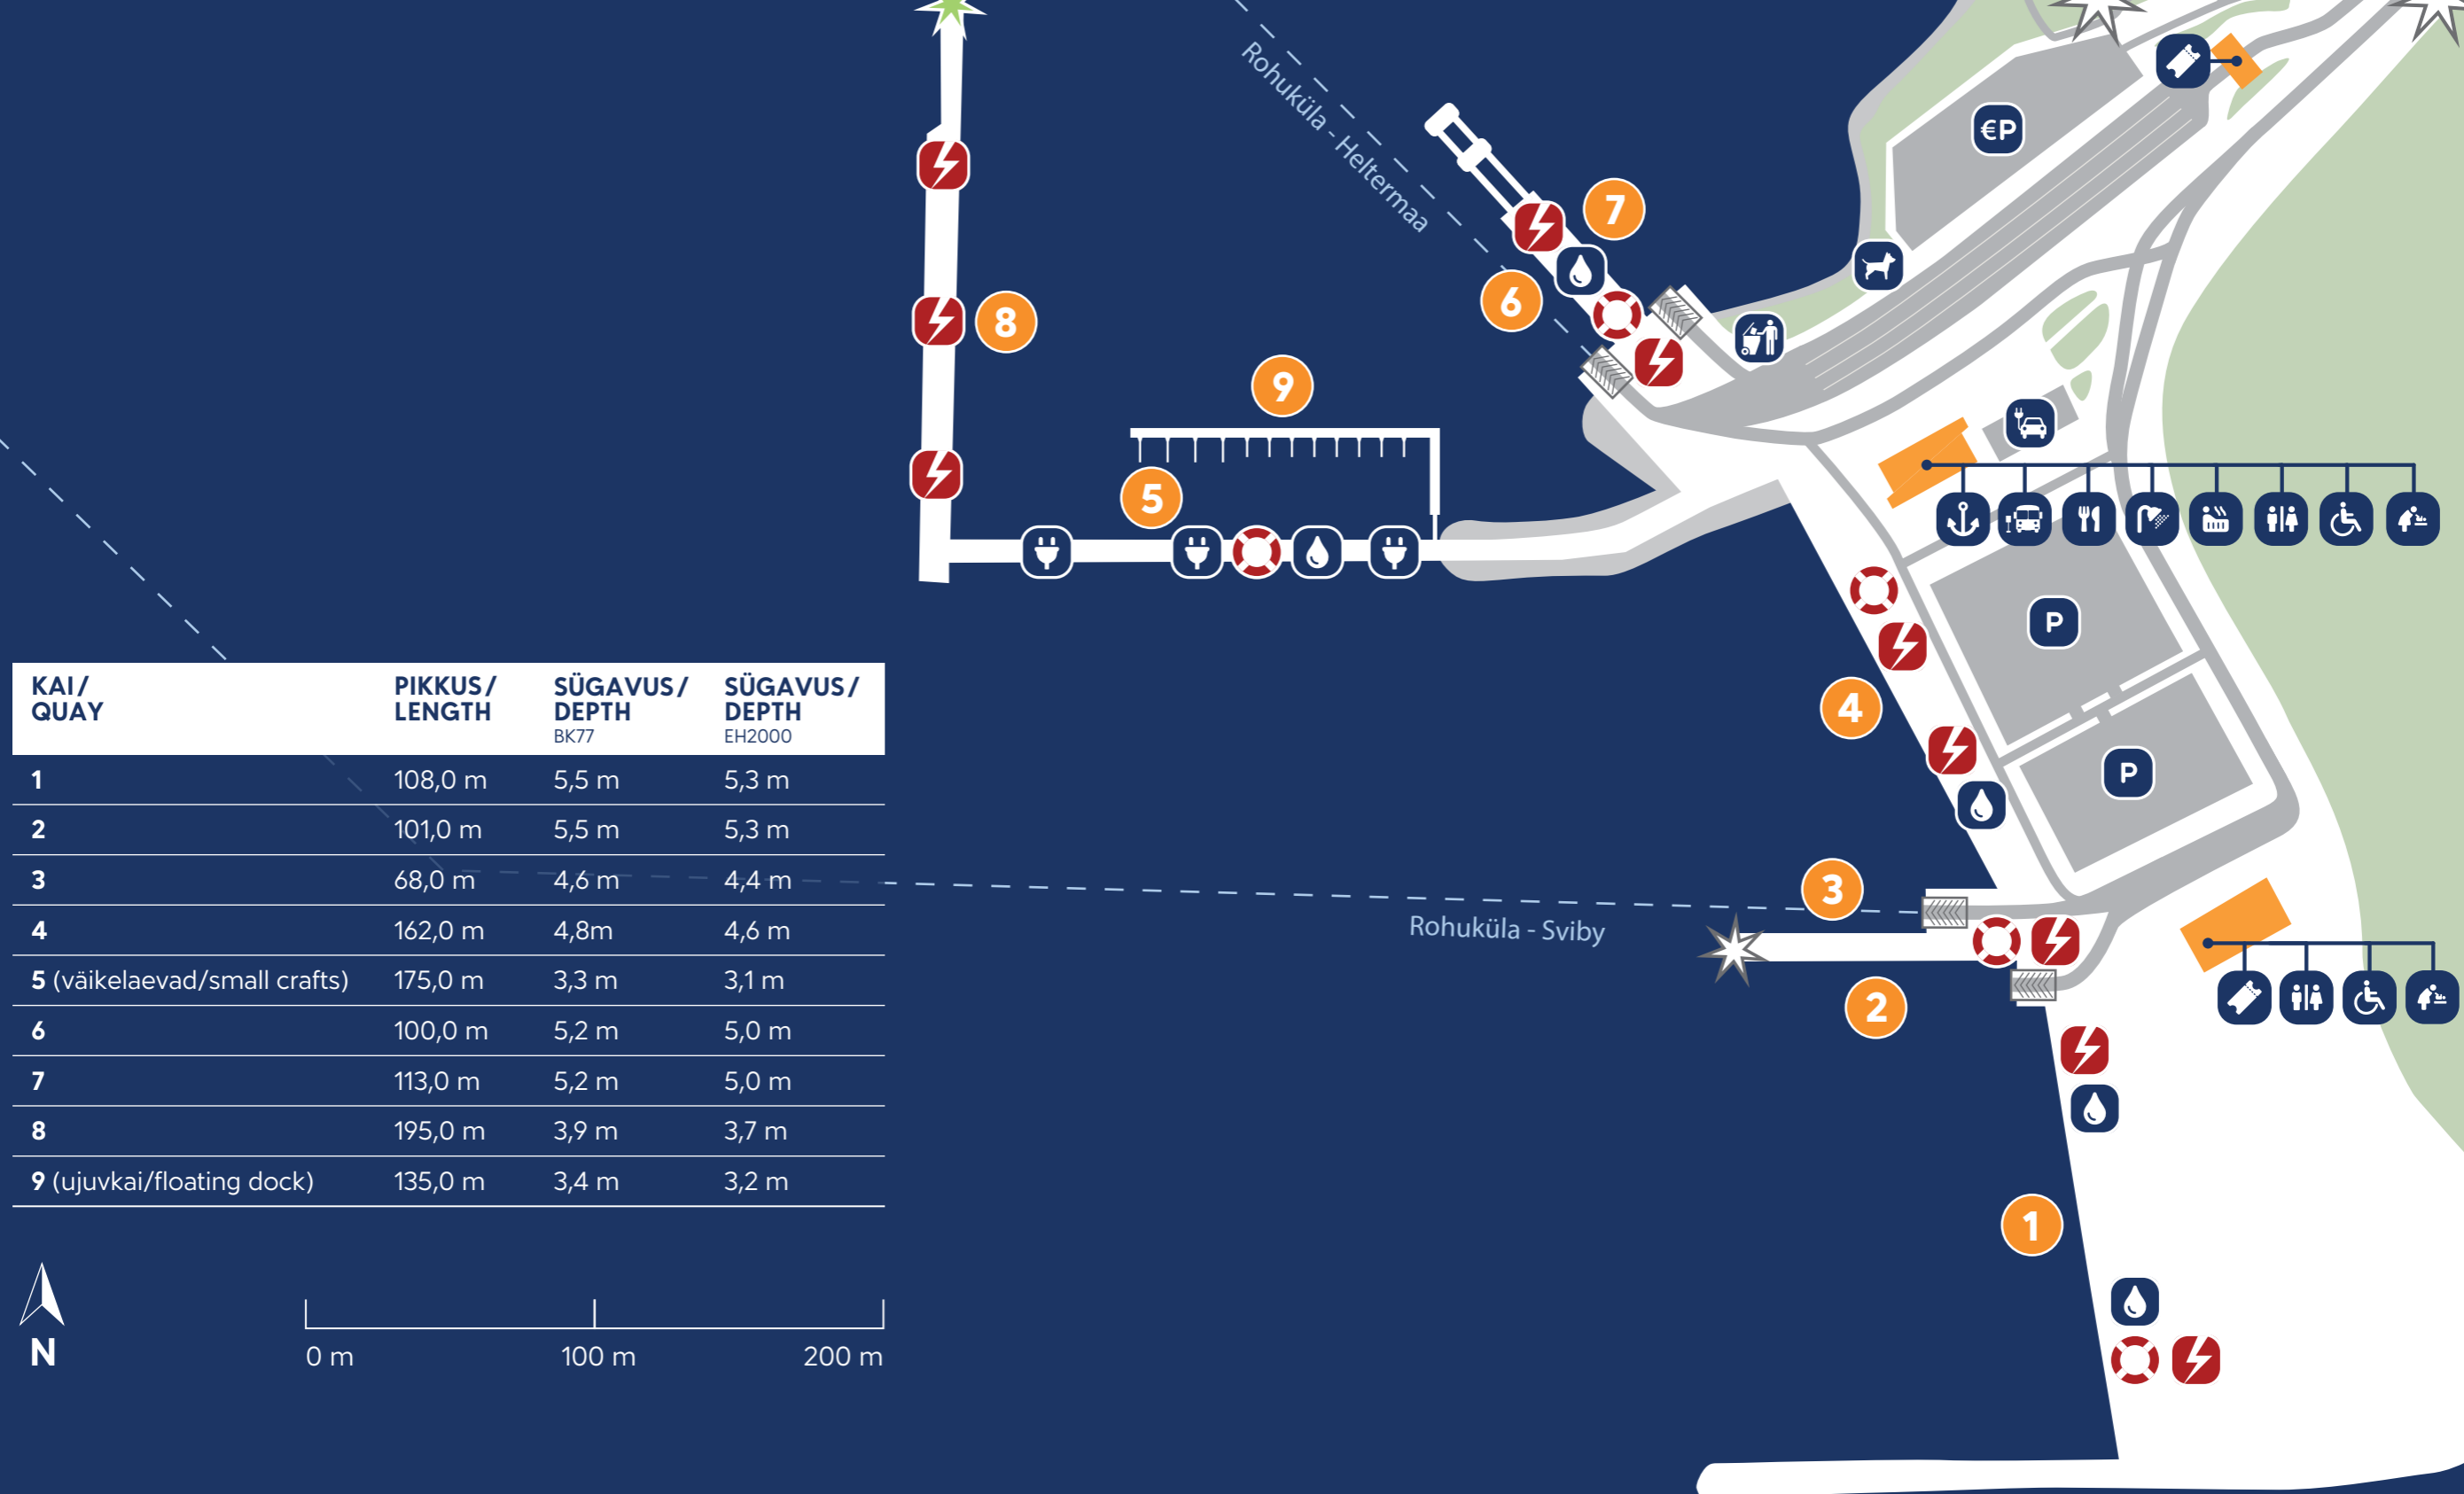 Rohuküla - Heltermaa
€P
7
6
8
9
5
P
4
P
3
Rohuküla - Sviby
2
1
KAI/ PIKKUS/ SÜGAVUS/ SÜGAVUS/
QUAY LENGTH DEPTH DEPTH
BK77 EH2000
1 108,0 m 5,5 m 5,3 m
2 101,0 m 5,5 m 5,3 m
3 68,0 m 4,6 m 4,4 m
4 162,0 m 4,8m 4,6 m
5 (väikelaevad/small crafts) 175,0 m 3,3 m 3,1 m
6 100,0 m 5,2 m 5,0 m
7 113,0 m 5,2 m 5,0 m
8 195,0 m 3,9 m 3,7 m
9 (ujuvkai/floating dock) 135,0 m 3,4 m 3,2 m
N
0 m 100 m 200 m